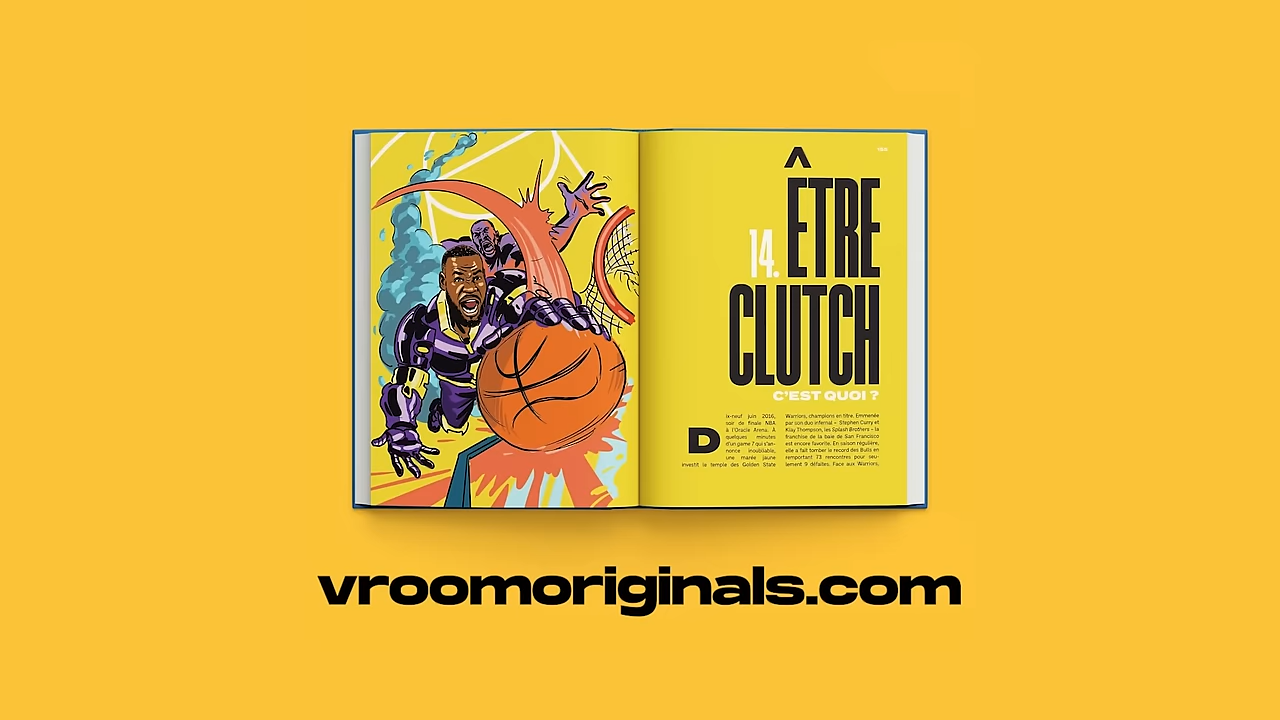 14. ÊTRE
CLUTCH
C'EST QUOI ?
Dix-neuf juin 2016,
soir de finale NBA
à l'Oracle Arena. À
quelques minutes
d'un game 7 qui s'an-
nonce inoubliable,
une marée jaune
investit le temple des Golden State
Warriors, champions en titre. Emmenée
par son duo infernal – Stephen Curry et
Klay Thompson, les Splash Brothers – la
franchise de la baie de San Francisco
est encore favorite. En saison régulière,
elle a fait tomber le record des Bulls en
remportant 73 rencontres pour seu-
lement 9 défaites. Face aux Warriors,
vroomoriginals.com